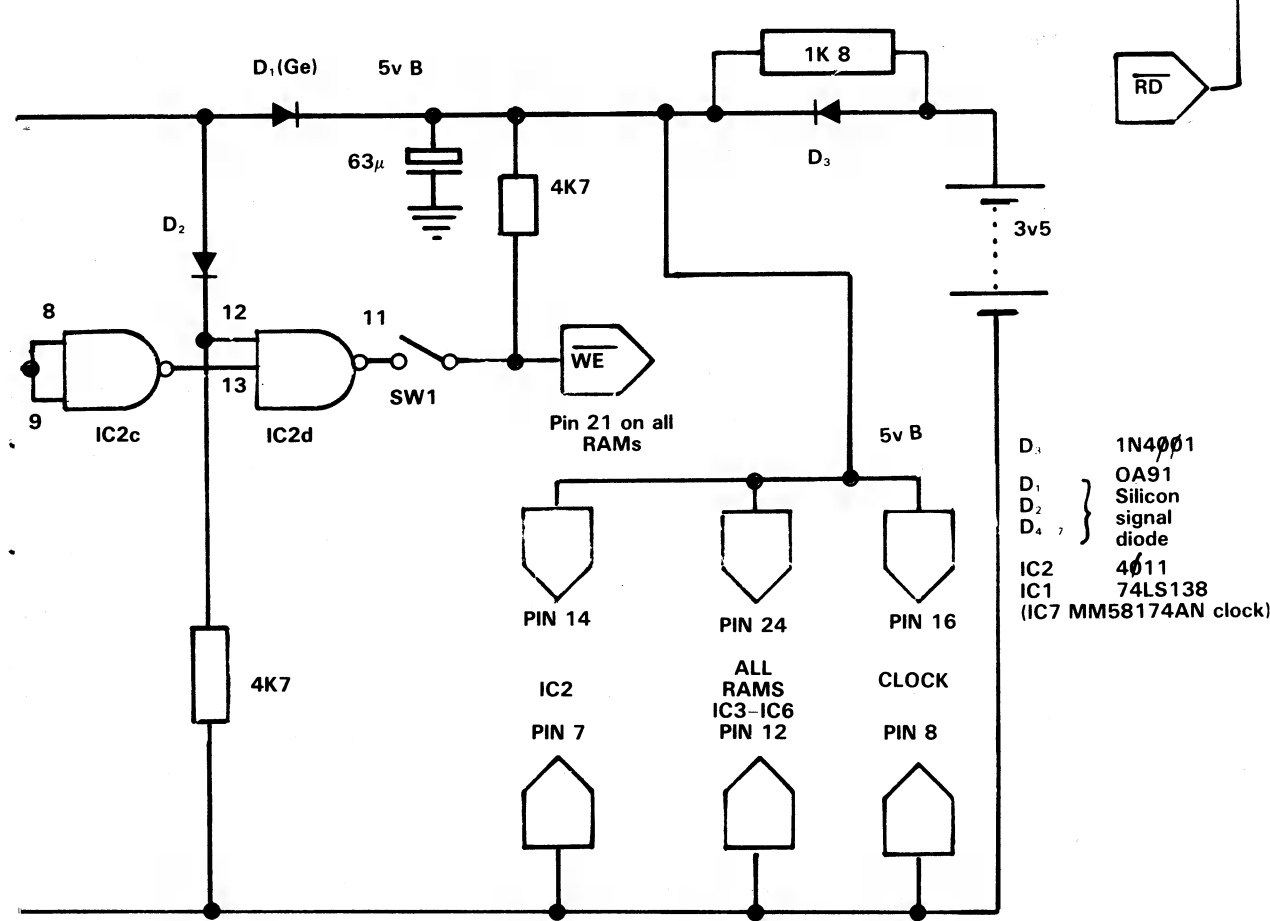 D₁(Ge)
5v B
1K 8
RD
63μ
4K7
D₃
D₂
3v5
8
12
11
13
9
SW1
WE
IC2c
IC2d
Pin 21 on all
RAMs
5v B
D₃ 1N4001
D₁ OA91
D₂ Silicon
D₄ ₇ signal
diode
IC2 4011
IC1 74LS138
(IC7 MM58174AN clock)
PIN 14
PIN 24
PIN 16
4K7
IC2
ALL
RAMS
IC3–IC6
CLOCK
PIN 7
PIN 12
PIN 8